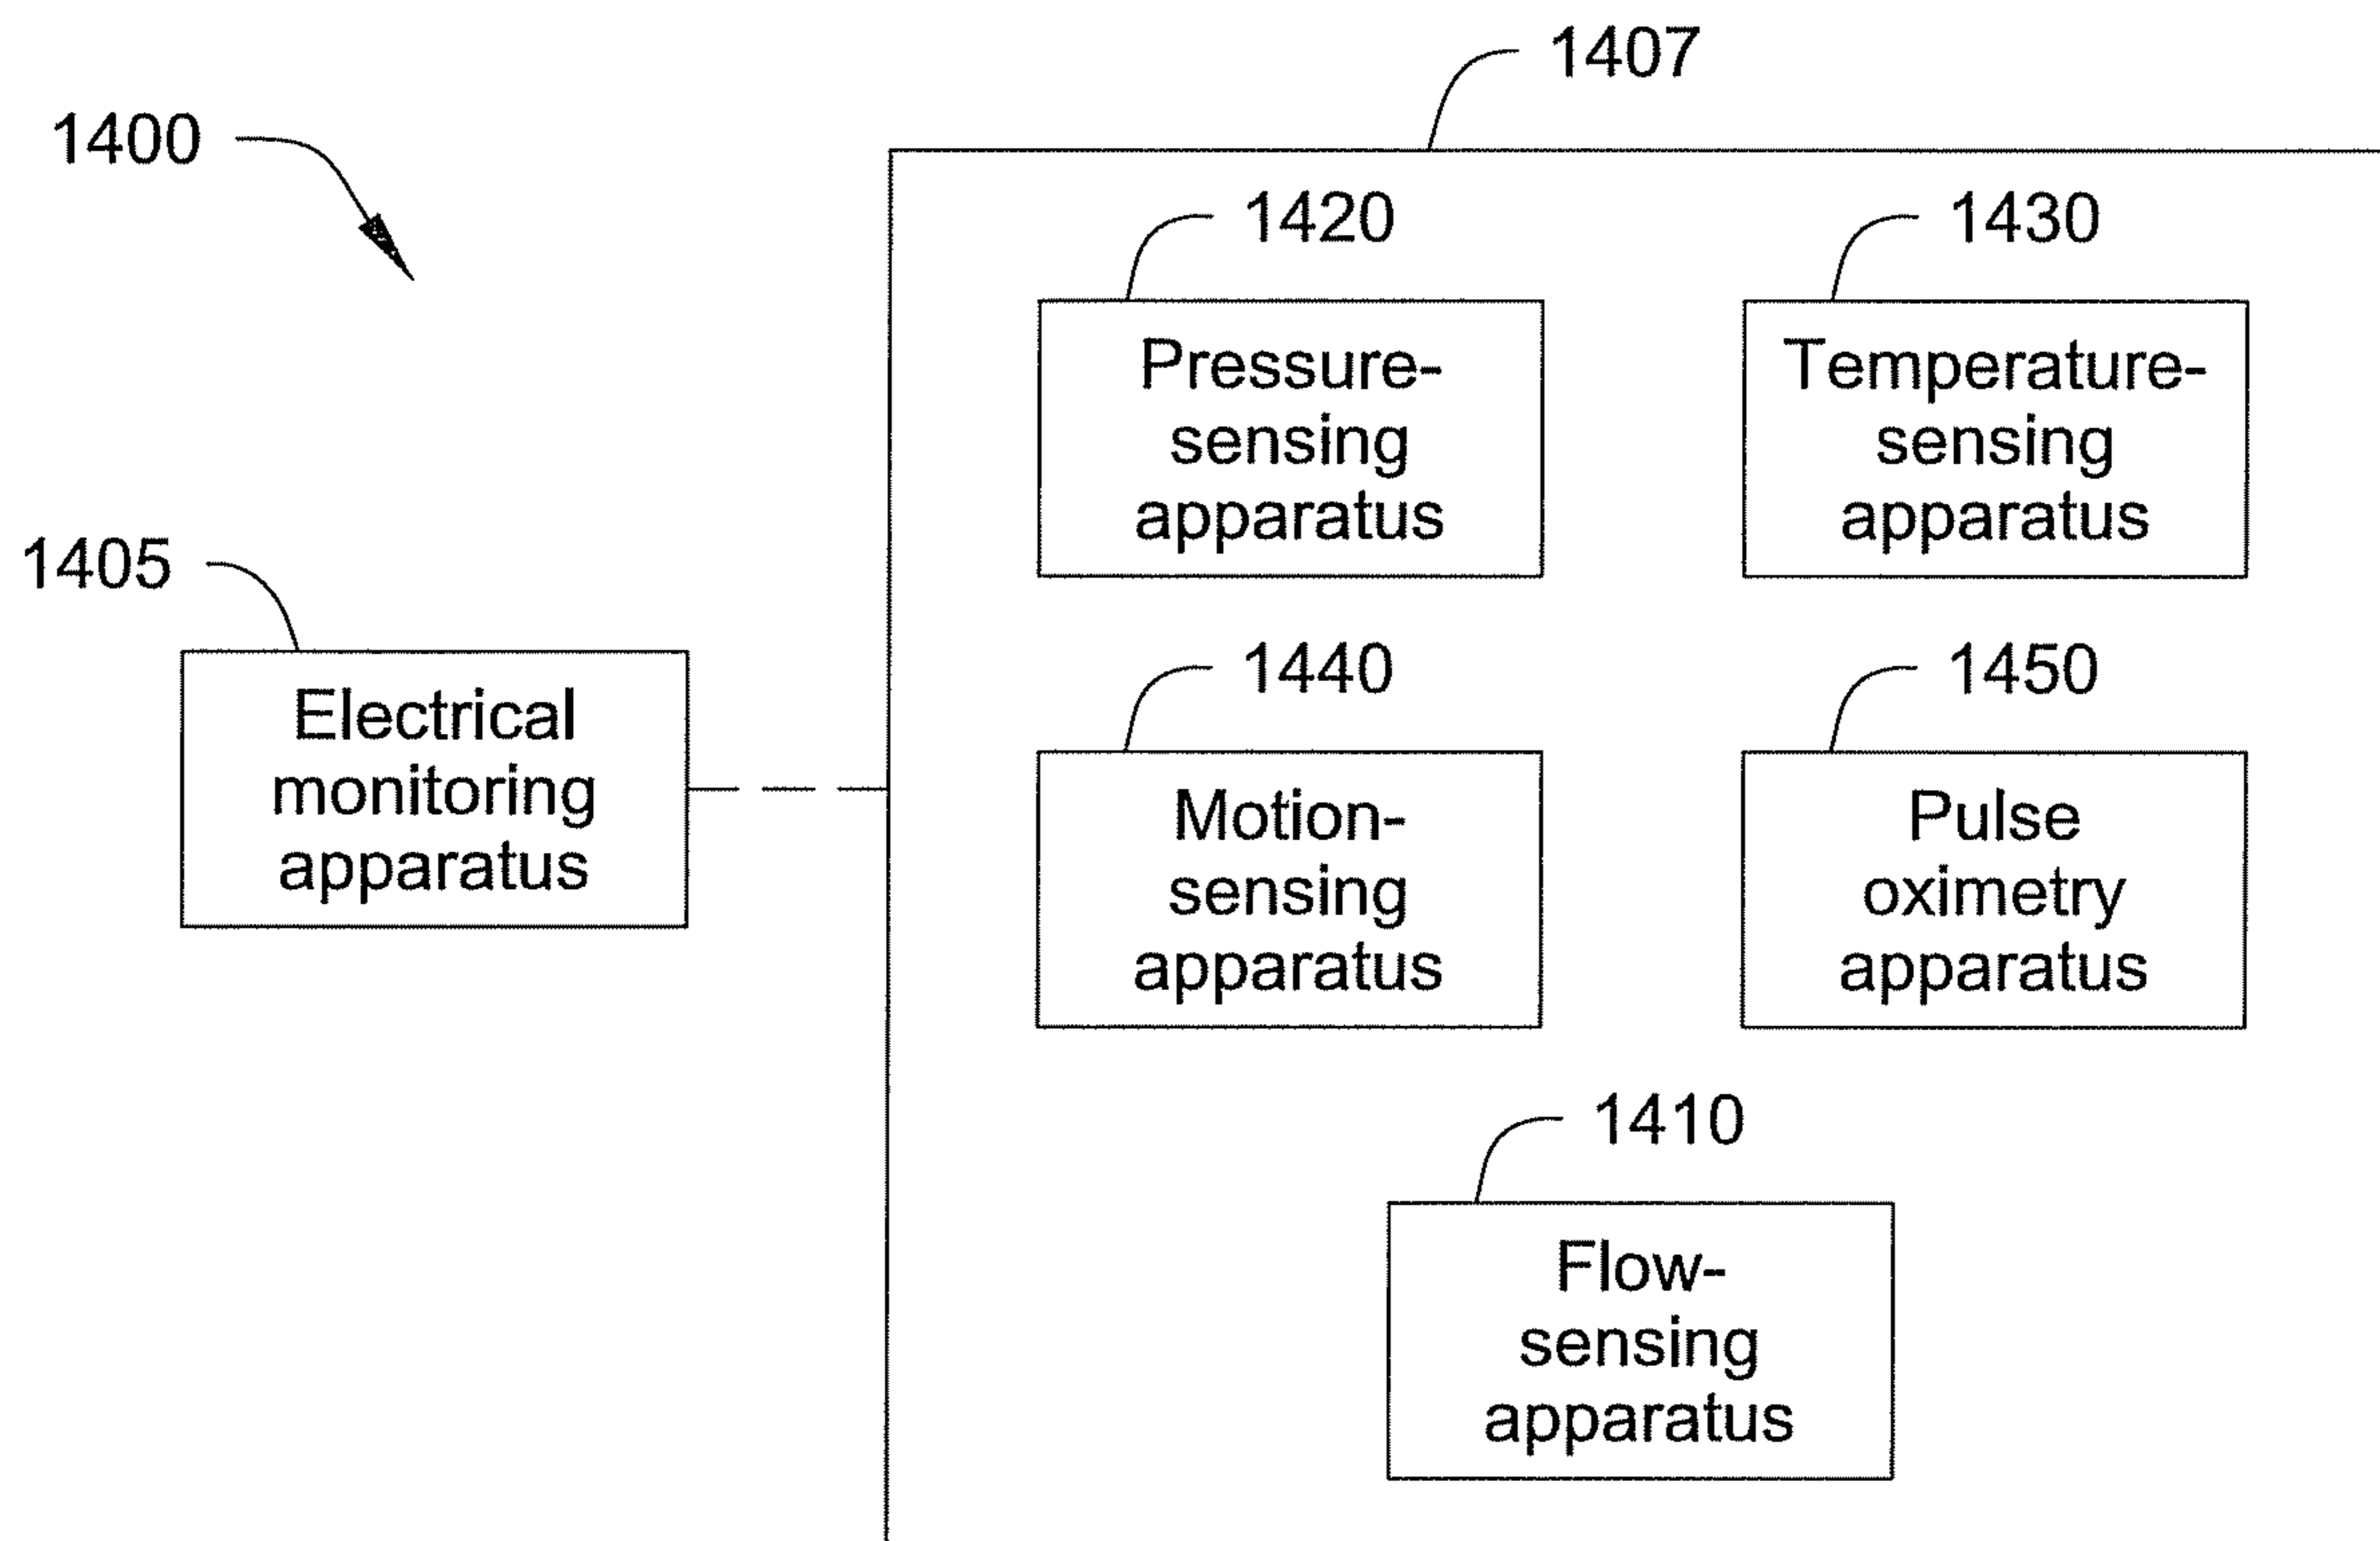 1407
1400
1420
1430
Pressure-
sensing
apparatus
Temperature-
sensing
apparatus
1405
Electrical
monitoring
apparatus
1440
1450
Motion-
sensing
apparatus
Pulse
oximetry
apparatus
1410
Flow-
sensing
apparatus